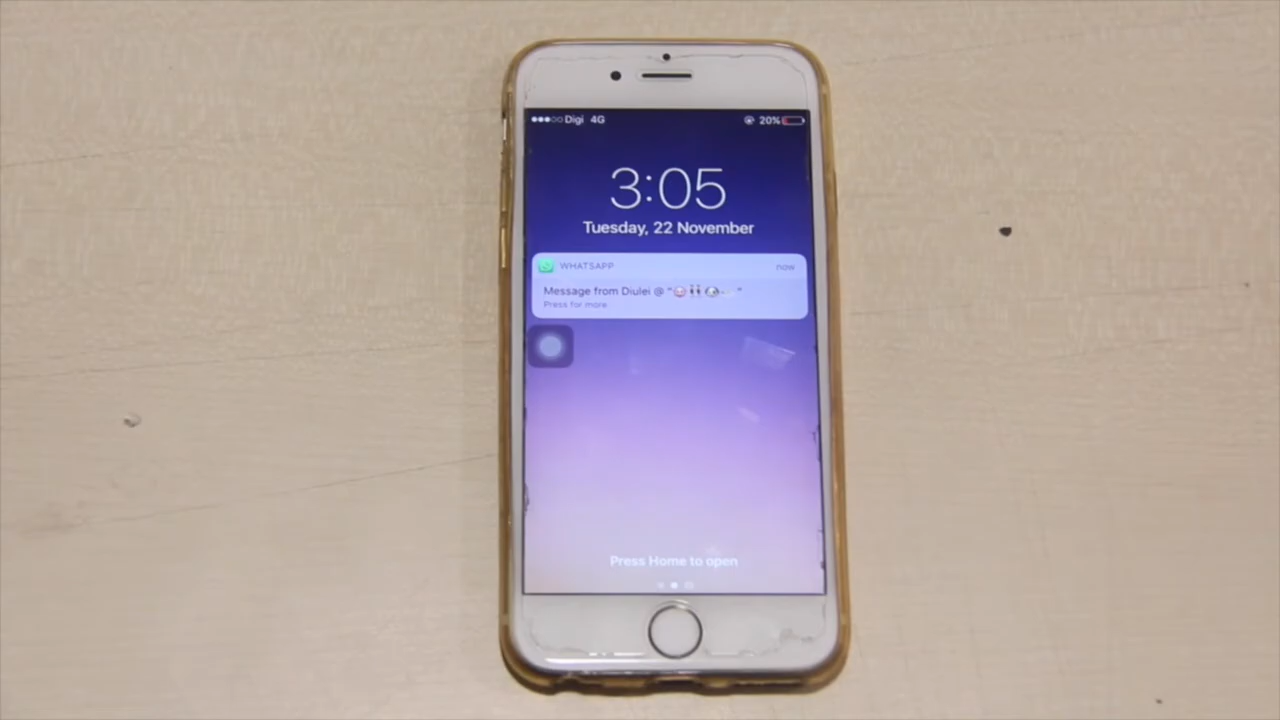 Digi 4G 20%
3:05
Tuesday, 22 November
WHATSAPP now
Message from Diulei @ "
Press for more
Press Home to open